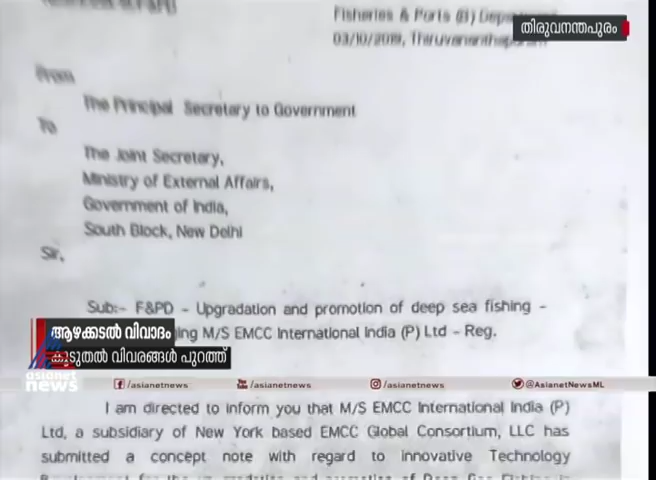 Fisheries & Ports (B)
03/10/2019, Thiruvananthapuram
തിരുവനന്തപുരം
From
The Principal Secretary to Government
To
The Joint Secretary,
Ministry of External Affairs,
Government of India,
South Block, New Delhi
Sir,
Sub:- F&PD - Upgradation and promotion of deep sea fishing -
M/S EMCC International India (P) Ltd - Reg.
ആഴക്കടൽ വിവാദം
കൂടുതൽ വിവരങ്ങൾ പുറത്ത്
asianet
news
/asianetnews
/asianetnews
/asianetnews
@AsianetNewsML
I am directed to inform you that M/S EMCC International India (P)
Ltd, a subsidiary of New York based EMCC Global Consortium, LLC has
submitted a concept note with regard to innovative Technology